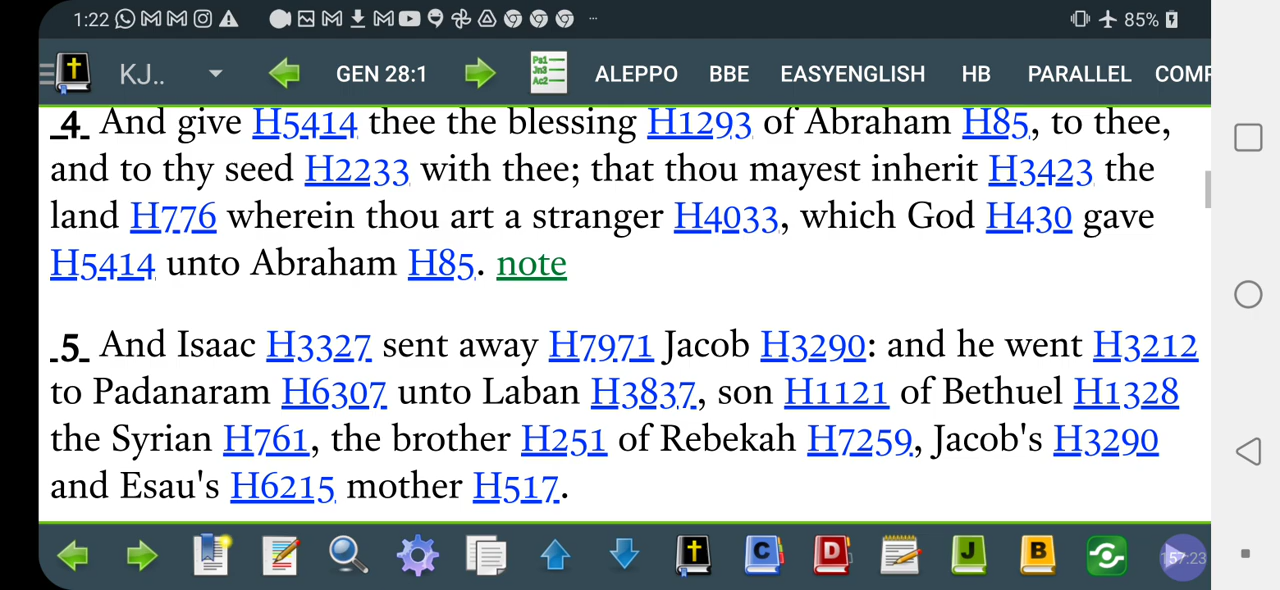 1:22 85%
KJ.. GEN 28:1 Ps1 Jn3 Ac2 ALEPPO BBE EASYENGLISH HB PARALLEL COMP
4 And give H5414 thee the blessing H1293 of Abraham H85, to thee,
and to thy seed H2233 with thee; that thou mayest inherit H3423 the
land H776 wherein thou art a stranger H4033, which God H430 gave
H5414 unto Abraham H85. note
5 And Isaac H3327 sent away H7971 Jacob H3290: and he went H3212
to Padanaram H6307 unto Laban H3837, son H1121 of Bethuel H1328
the Syrian H761, the brother H251 of Rebekah H7259, Jacob's H3290
and Esau's H6215 mother H517.
C D J B 57:23